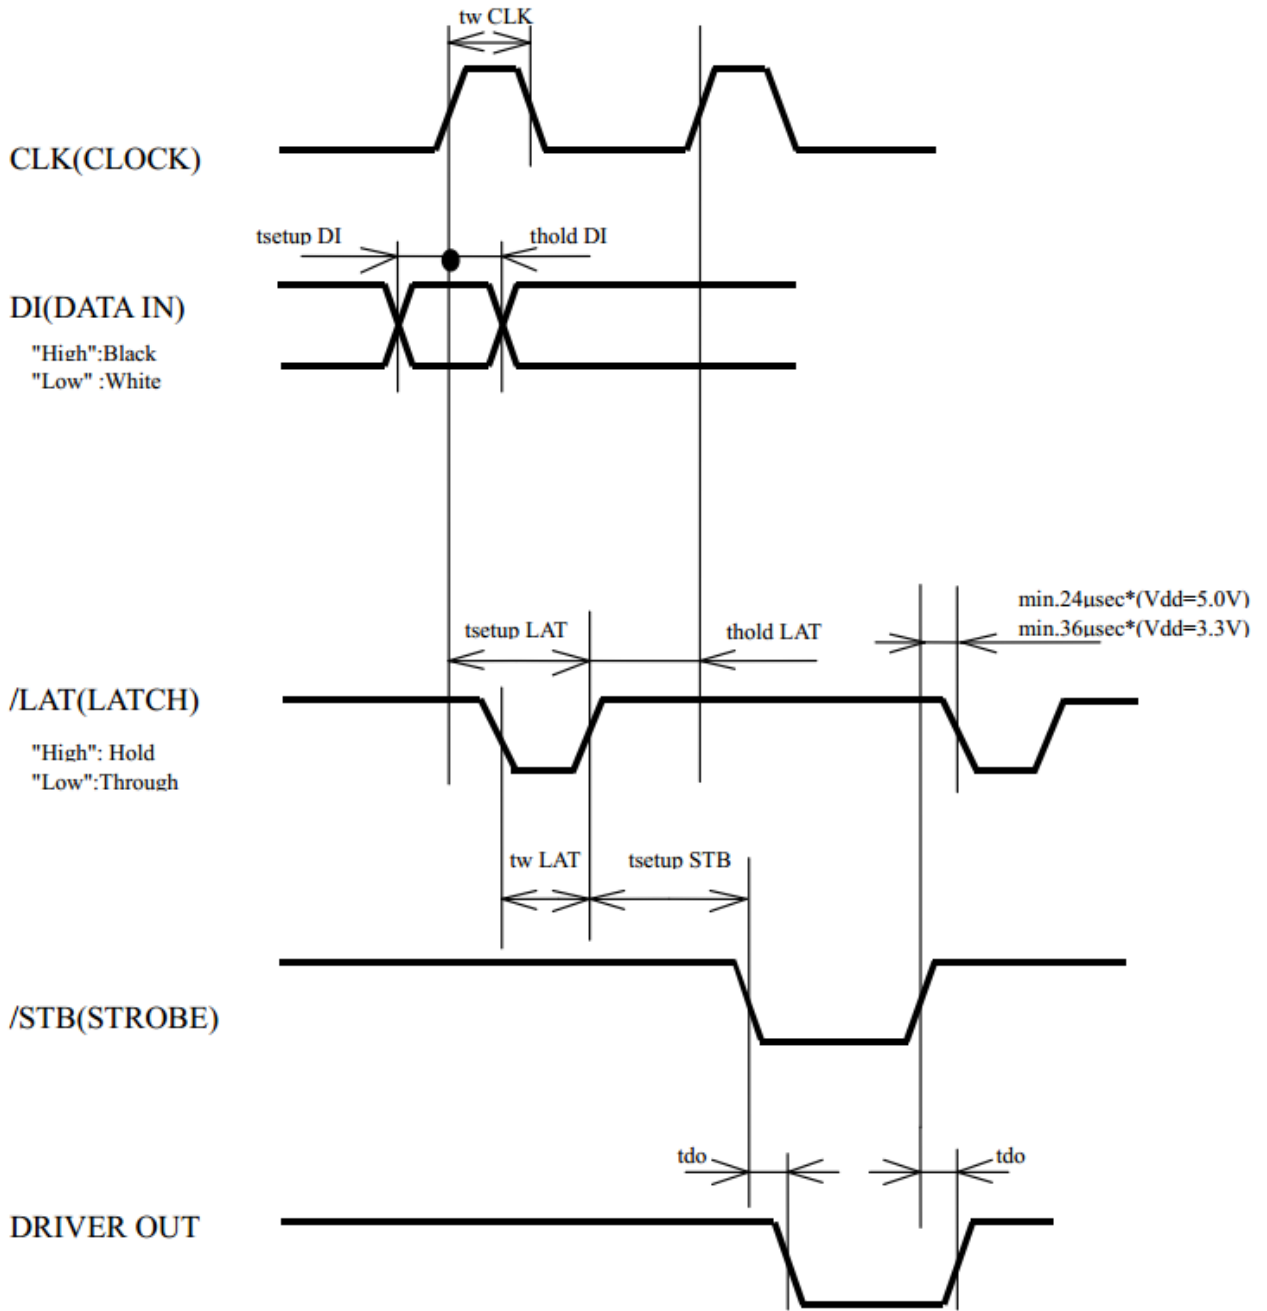 tw CLK
CLK(CLOCK)
tsetup DI
thold DI
DI(DATA IN)
"High":Black
"Low" :White
min.24μsec*(Vdd=5.0V)
min.36μsec*(Vdd=3.3V)
tsetup LAT
thold LAT
/LAT(LATCH)
"High": Hold
"Low":Through
tw LAT
tsetup STB
/STB(STROBE)
tdo
tdo
DRIVER OUT